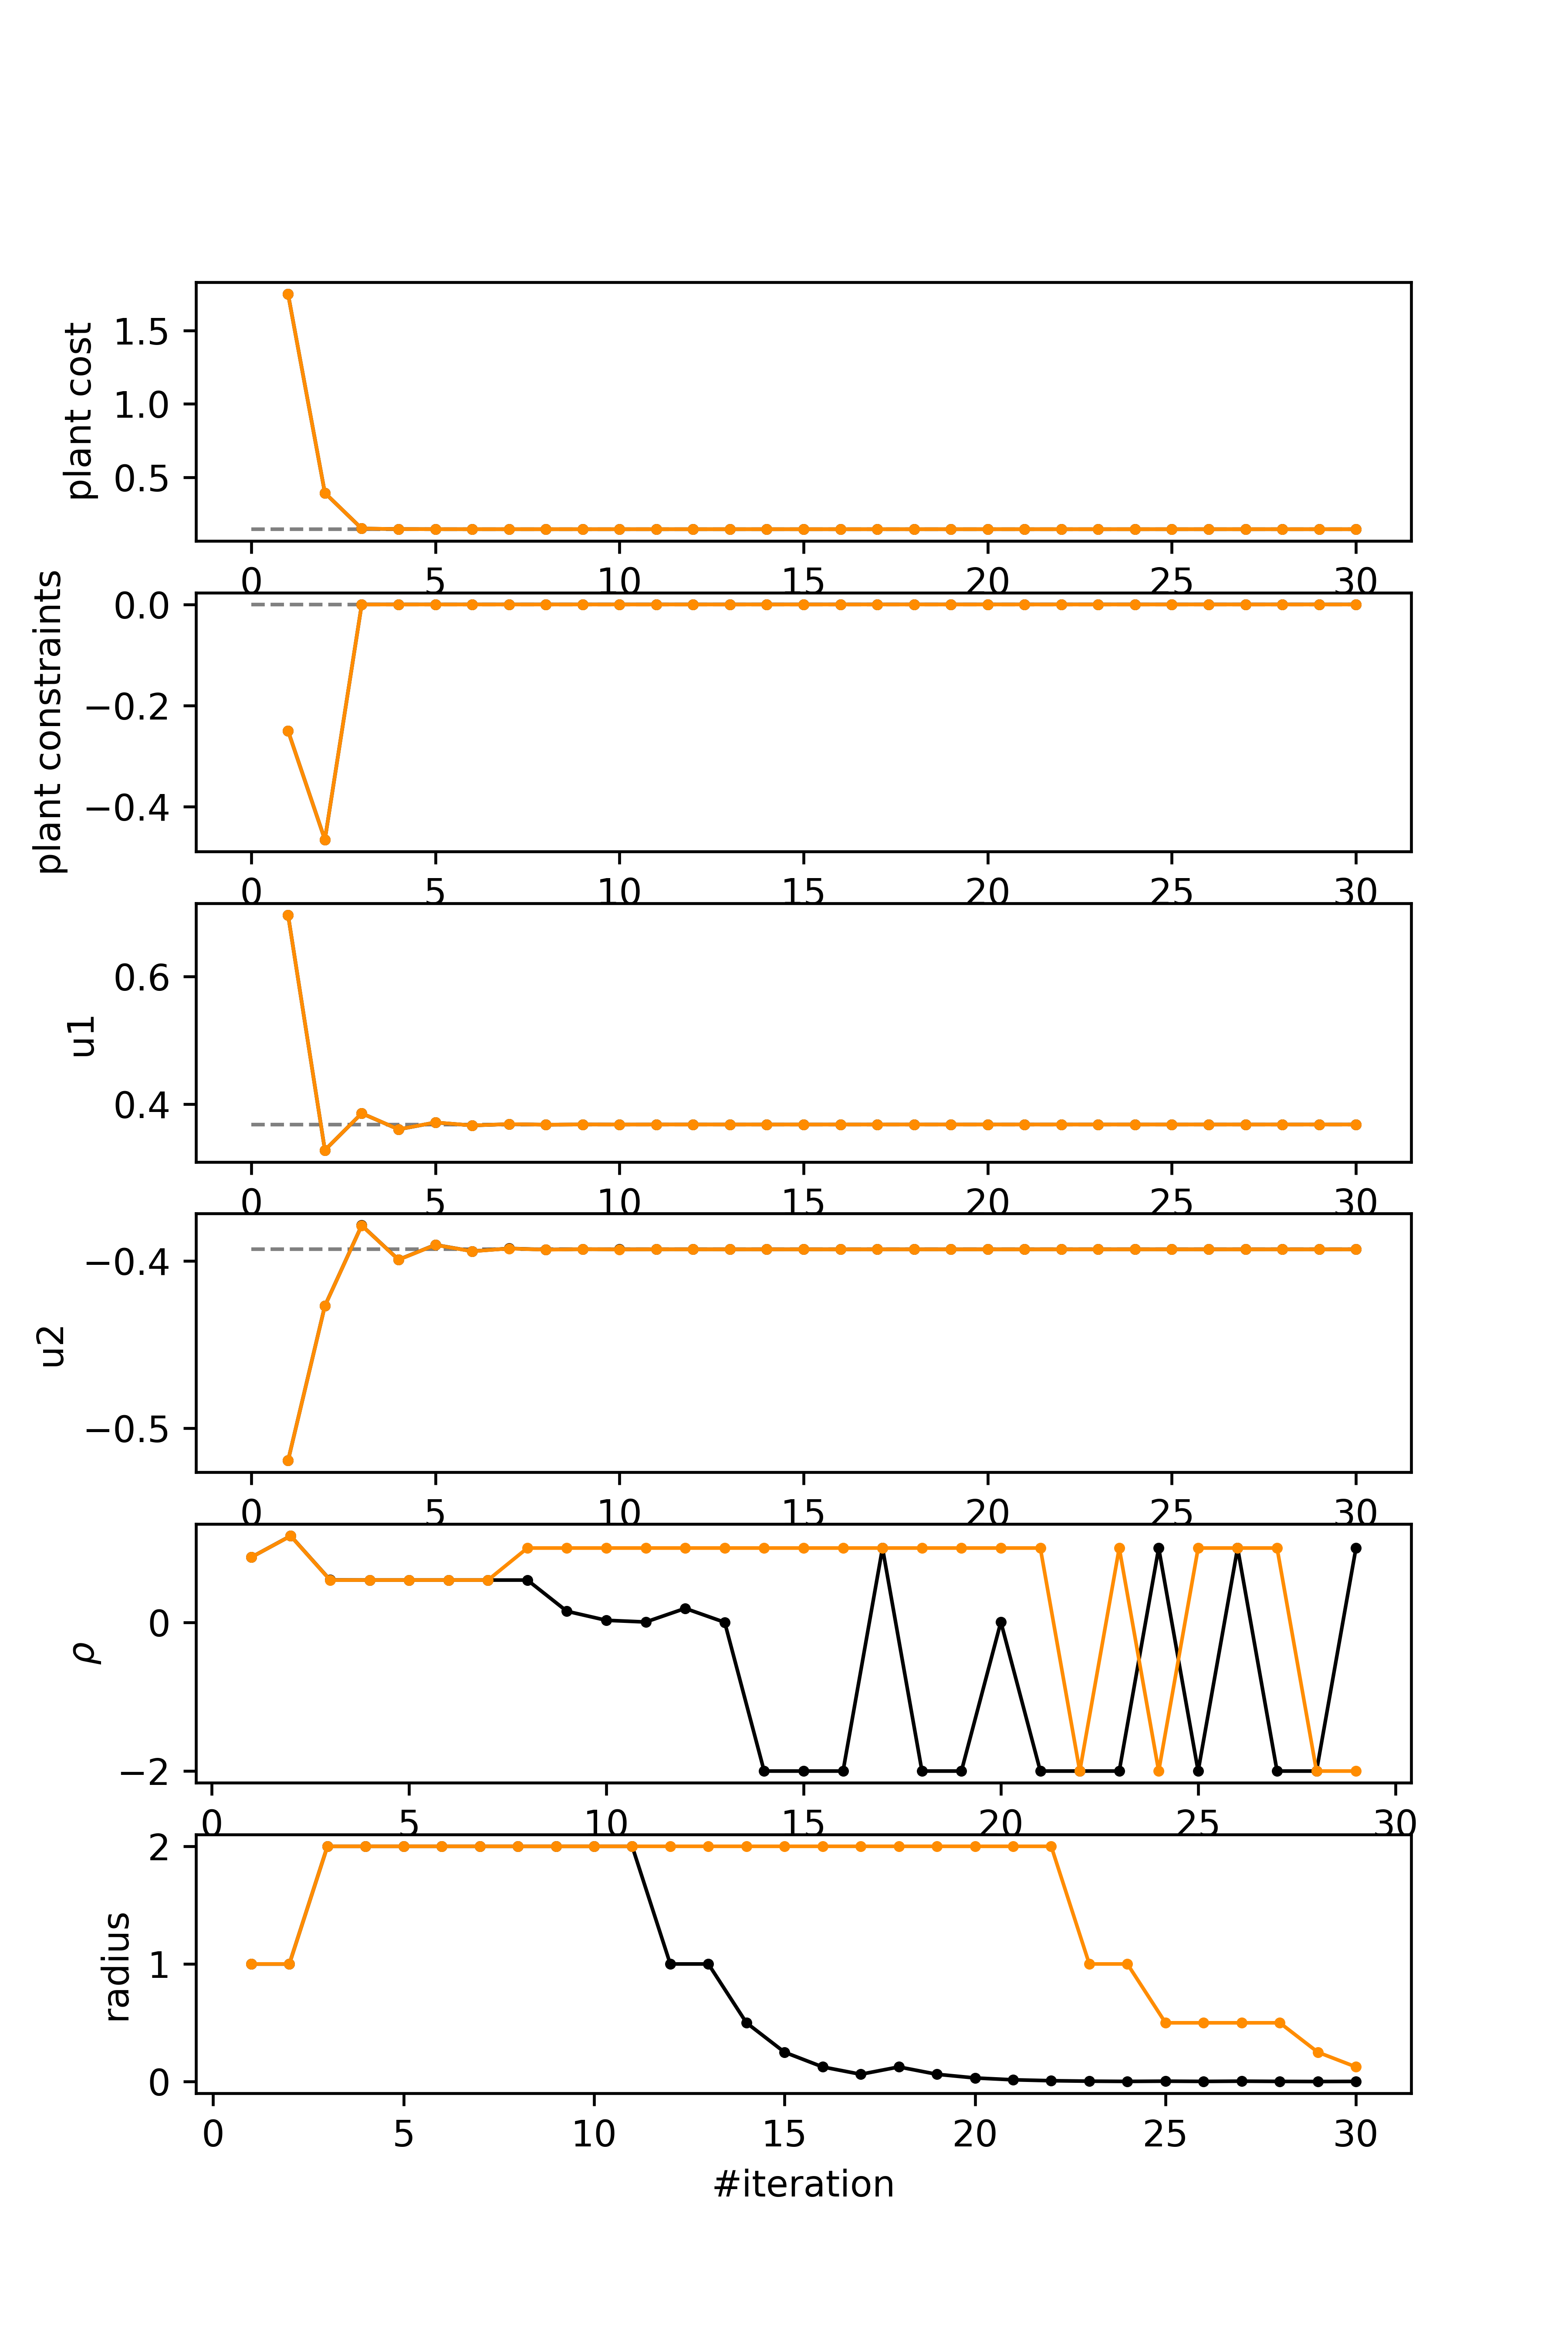 plant cost
1.5
1.0
0.5
0 5 10 15 20 25 30
plant constraints
0.0
−0.2
−0.4
0 5 10 15 20 25 30
u1
0.6
0.4
0 5 10 15 20 25 30
u2
−0.4
−0.5
0 5 10 15 20 25 30
ρ
0
−2
0 5 10 15 20 25 30
radius
2
1
0
0 5 10 15 20 25 30
#iteration